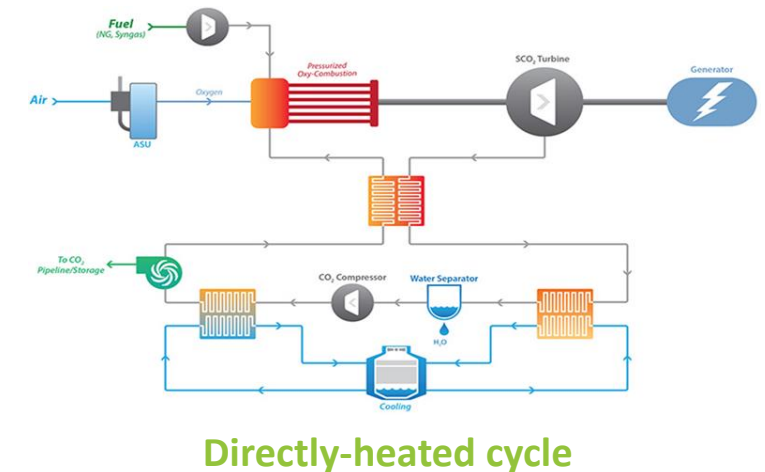 Fuel
(NG, Syngas)
Pressurized
Oxy-Combustion
SCO₂ Turbine
Generator
Air
Oxygen
ASU
To CO₂
Pipeline/Storage
CO₂ Compressor
Water Separator
H₂O
Cooling
Directly-heated cycle